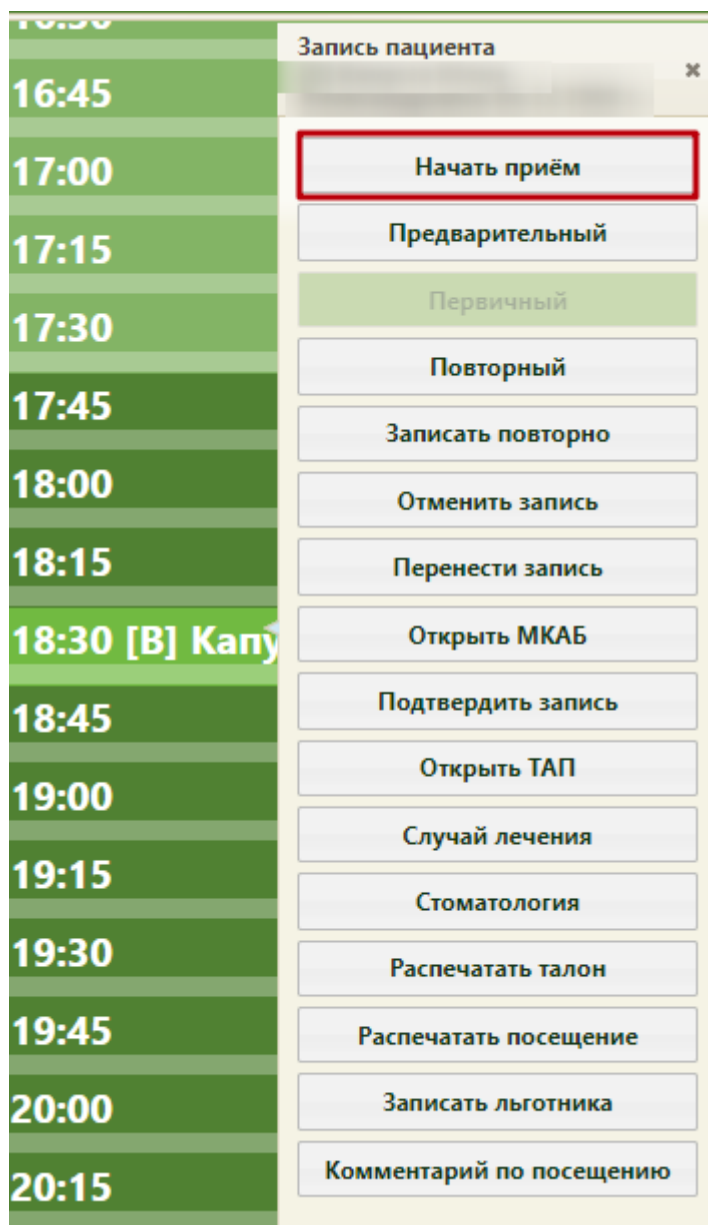 Запись пациента
16:45
17:00
17:15
17:30
17:45
18:00
18:15
18:30 [В] Капу
18:45
19:00
19:15
19:30
19:45
20:00
20:15
Начать приём
Предварительный
Первичный
Повторный
Записать повторно
Отменить запись
Перенести запись
Открыть МКАБ
Подтвердить запись
Открыть ТАП
Случай лечения
Стоматология
Распечатать талон
Распечатать посещение
Записать льготника
Комментарий по посещению